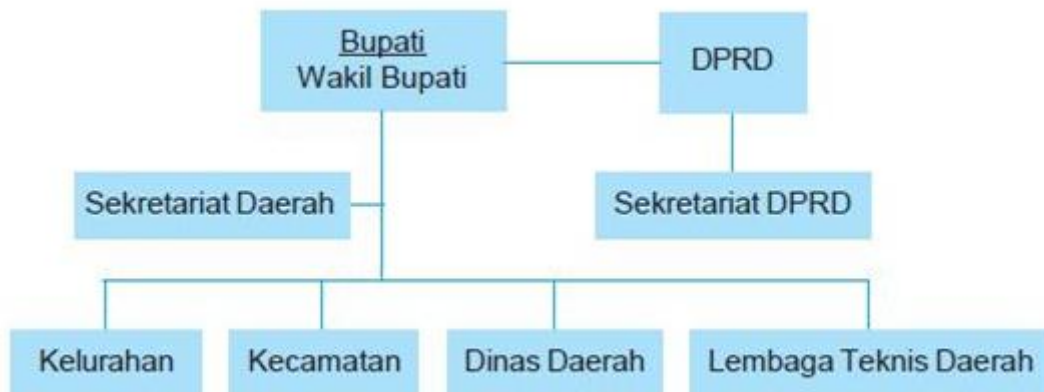 Bupati
Wakil Bupati
DPRD
Sekretariat Daerah
Sekretariat DPRD
Kelurahan
Kecamatan
Dinas Daerah
Lembaga Teknis Daerah